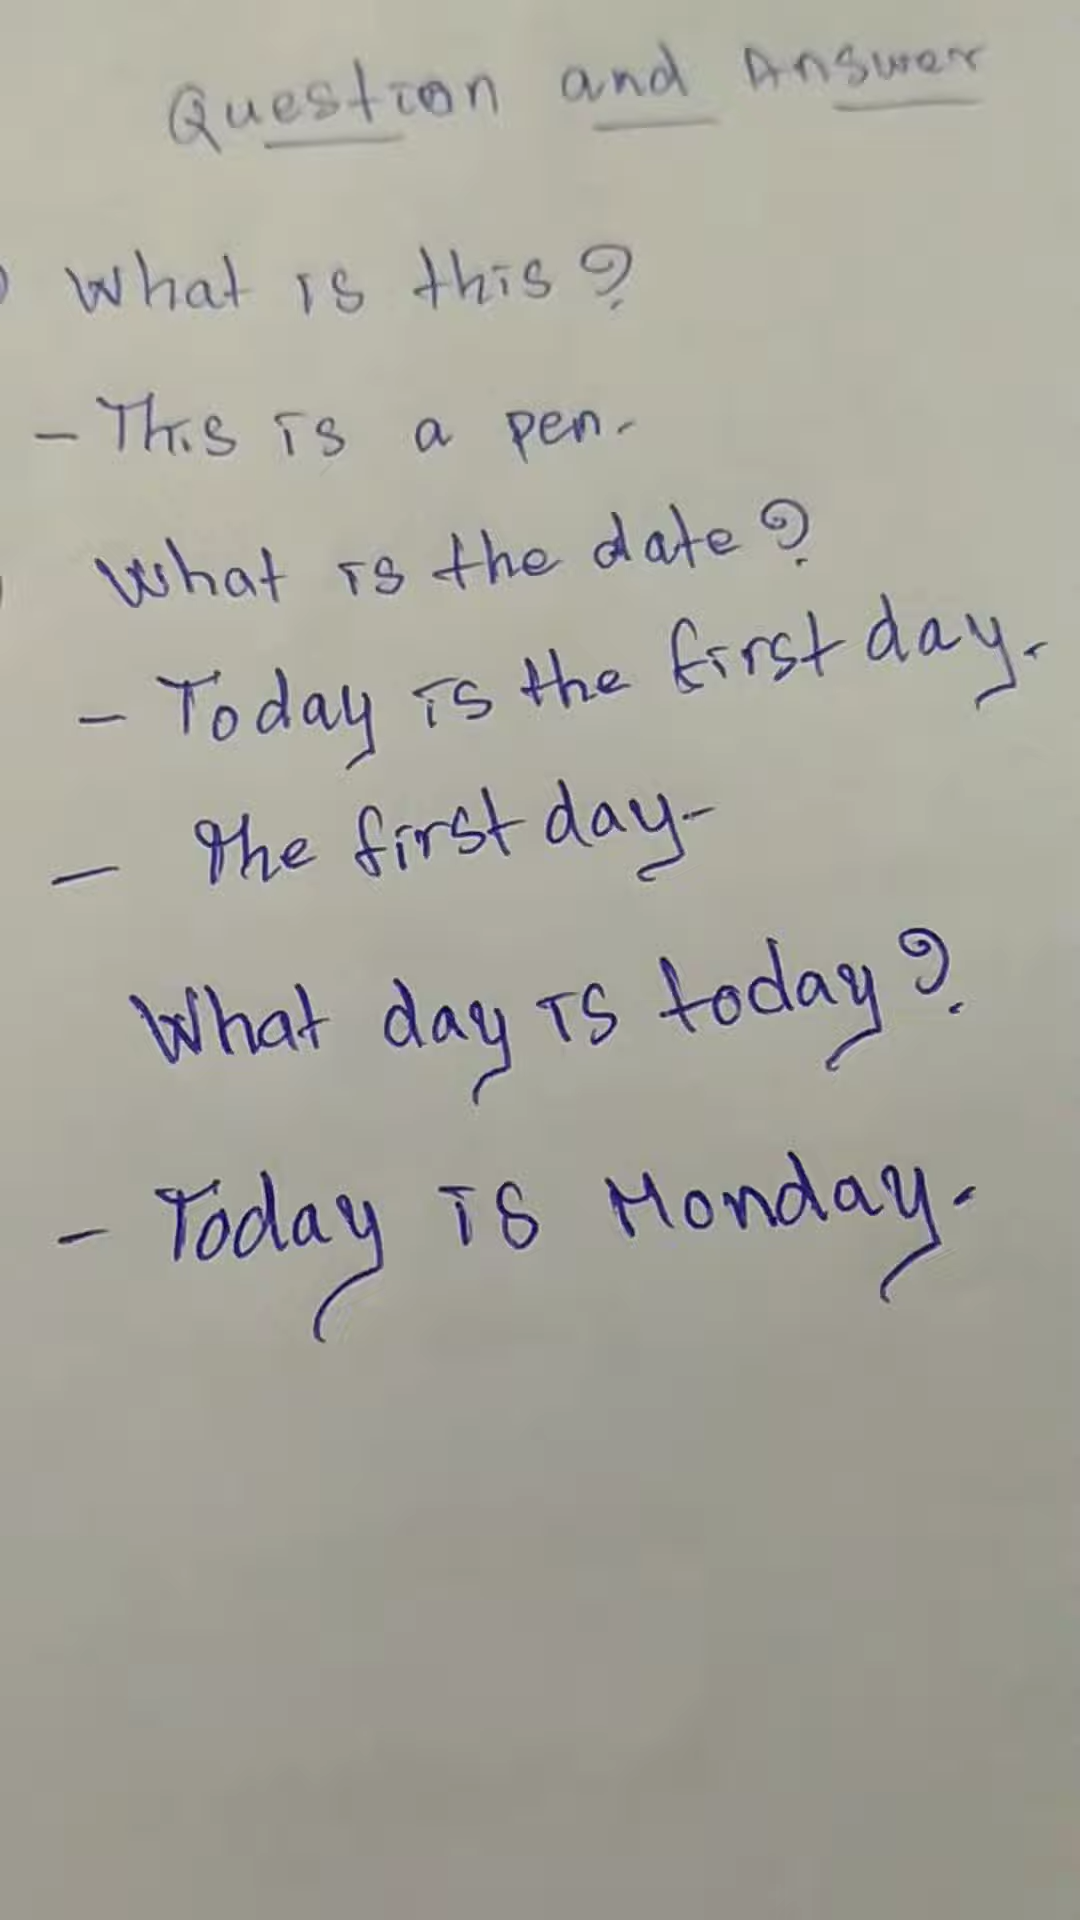 Question and Answer
What is this?
- This is a pen.
What is the date?
- Today is the first day.
- The first day-
What day is today?
- Today is Monday.